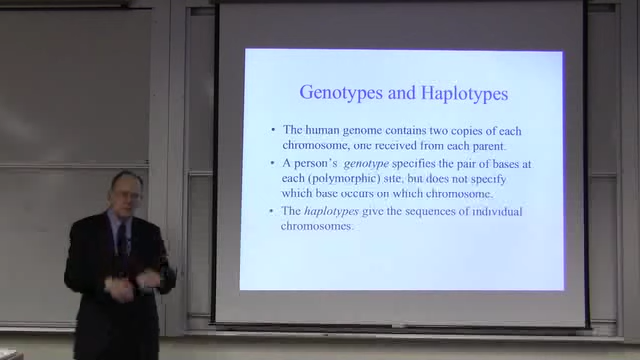 Genotypes and Haplotypes
• The human genome contains two copies of each
chromosome, one received from each parent.
• A person's genotype specifies the pair of bases at
each (polymorphic) site, but does not specify
which base occurs on which chromosome.
• The haplotypes give the sequences of individual
chromosomes.